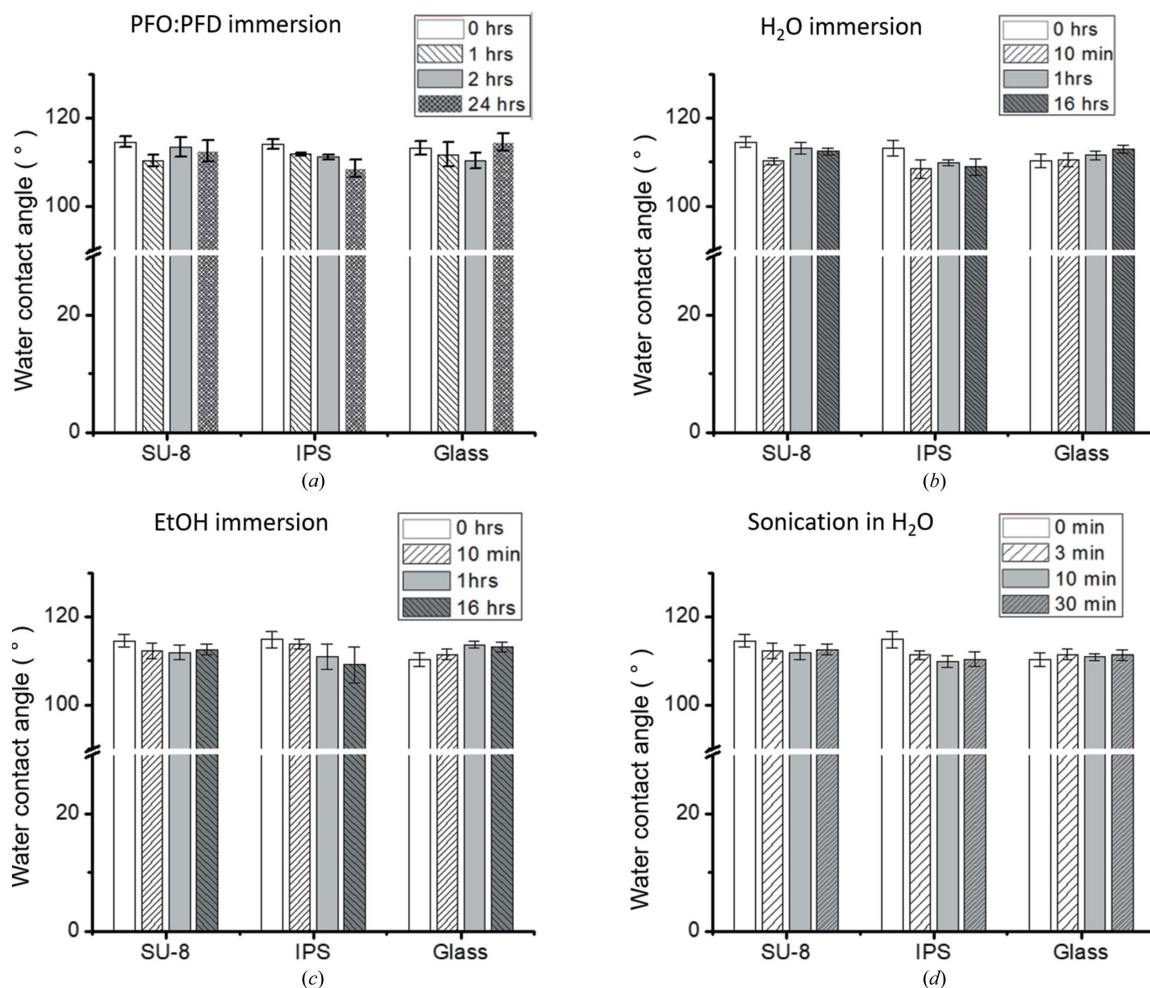 PFO:PFD immersion
0 hrs
1 hrs
2 hrs
24 hrs
Water contact angle ( ° )
120
100
20
0
SU-8 IPS Glass
(a)
H₂O immersion
0 hrs
10 min
1hrs
16 hrs
Water contact angle ( ° )
120
100
20
0
SU-8 IPS Glass
(b)
EtOH immersion
0 hrs
10 min
1hrs
16 hrs
Water contact angle ( ° )
120
100
20
0
SU-8 IPS Glass
(c)
Sonication in H₂O
0 min
3 min
10 min
30 min
Water contact angle ( ° )
120
100
20
0
SU-8 IPS Glass
(d)